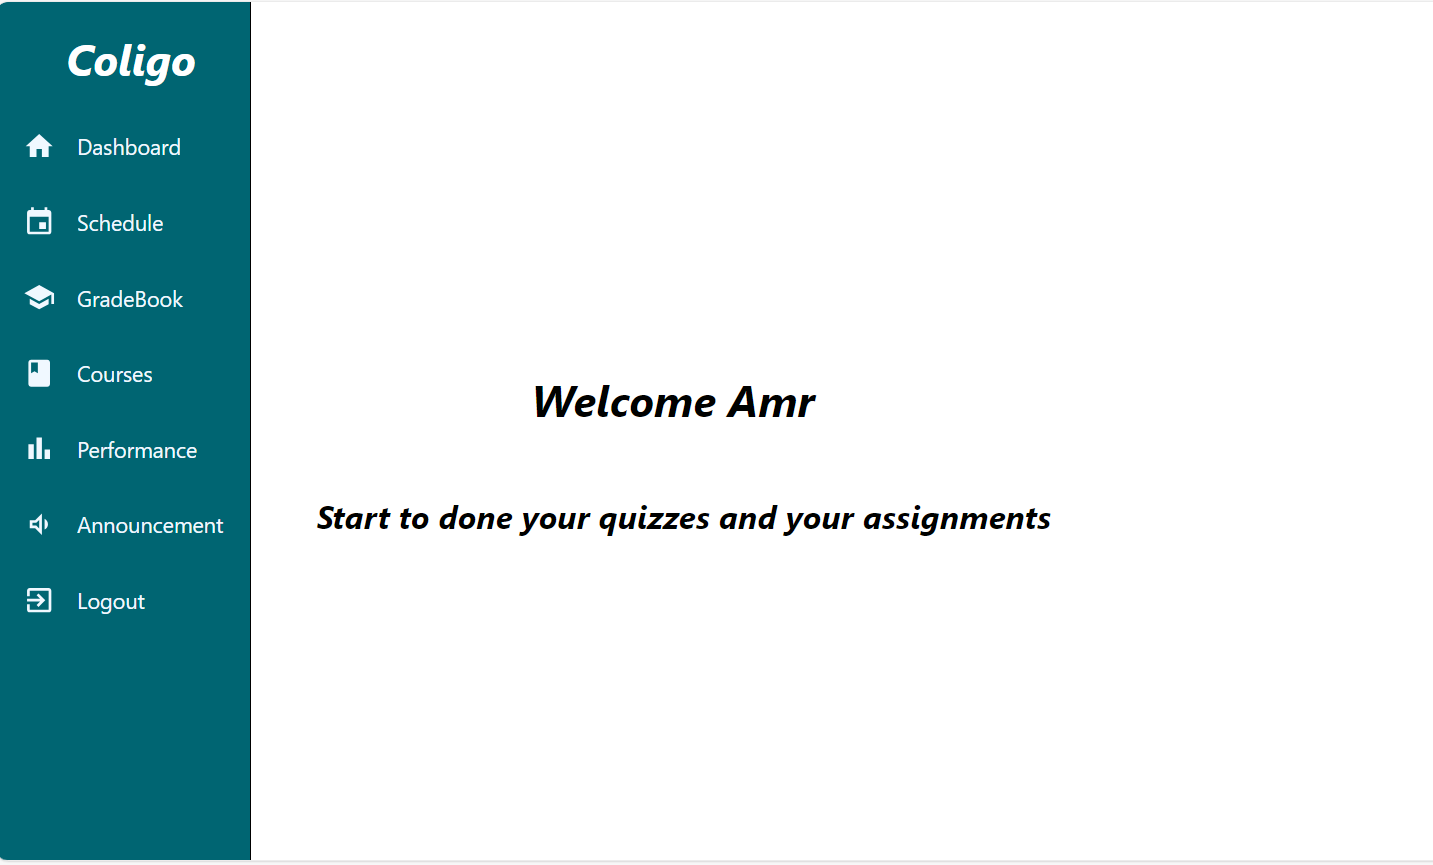 Coligo
Dashboard
Schedule
GradeBook
Courses
Performance
Announcement
Logout
Welcome Amr
Start to done your quizzes and your assignments